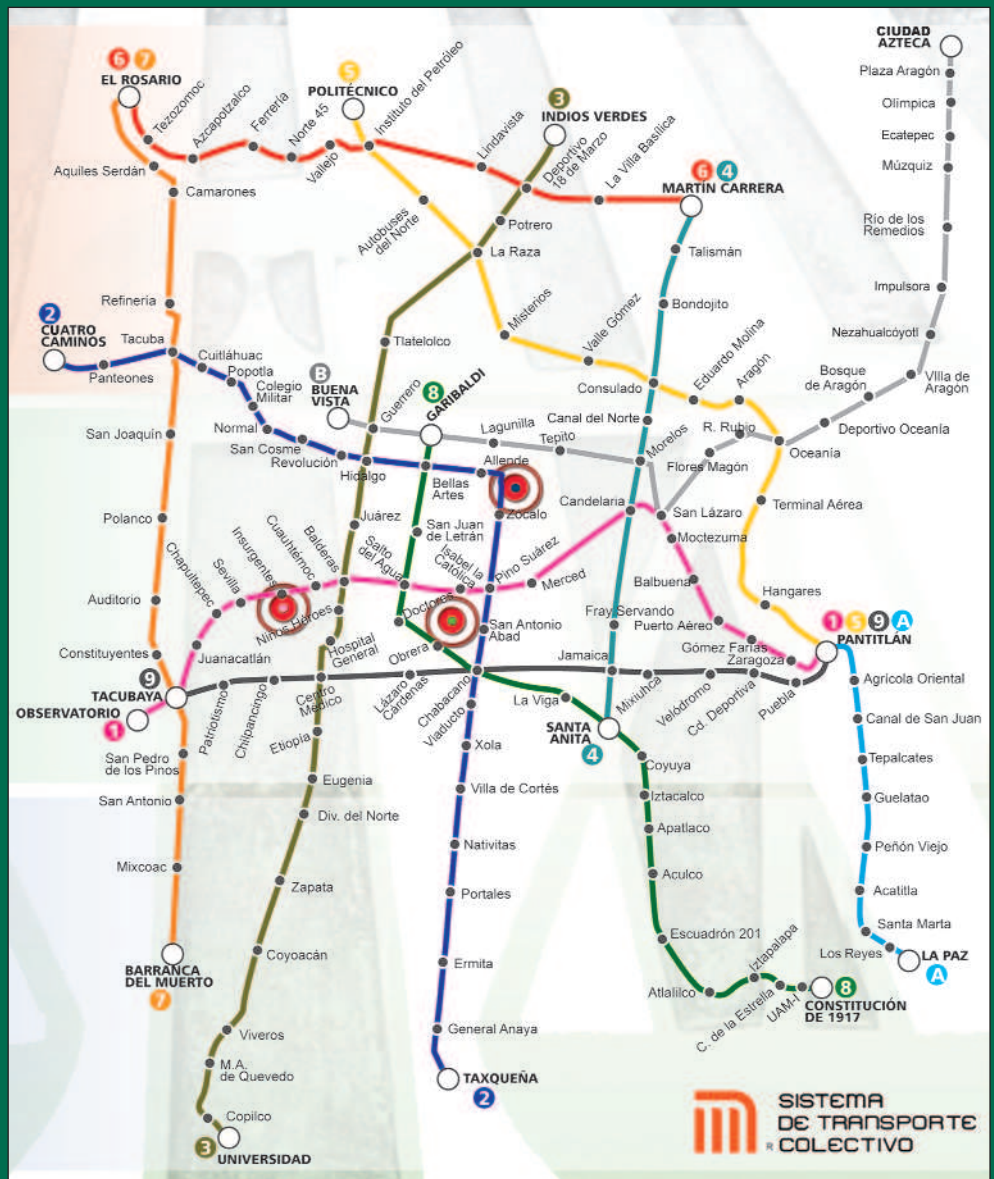 CIUDAD
AZTECA
Plaza Aragón
Olímpica
Ecatepec
Múzquiz
Río de los
Remedios
Impulsora
Nezahualcóyotl
VIlla de
Aragón
Bosque
de Aragón
Deportivo Oceanía
Oceanía
R. Rubio
Flores Magón
San Lázaro
Morelos
Tepito
Lagunilla
GARIBALDI
8
Guerrero
B
BUENA
VISTA
6 7
EL ROSARIO
Tezozomoc
Azcapotzalco
Ferrería
Norte 45
Vallejo
Instituto del Petróleo
Lindavista
Deportivo
18 de Marzo
La Villa Basílica
6 4
MARTÍN CARRERA
5
POLITÉCNICO
Autobuses
del Norte
La Raza
Misterios
Valle Gómez
Consulado
Eduardo Molina
Aragón
Terminal Aérea
Hangares
1 5 9 A
PANTITLÁN
3
INDIOS VERDES
Potrero
Tlatelolco
Hidalgo
Juárez
Balderas
Niños Héroes
Hospital
General
Centro
Médico
Etiopía
Eugenia
Div. del Norte
Zapata
Coyoacán
Viveros
M.A.
de Quevedo
Copilco
3
UNIVERSIDAD
Talismán
Bondojito
Canal del Norte
Candelaria
Fray Servando
Jamaica
SANTA
ANITA
4
Aquiles Serdán
Camarones
Refinería
Tacuba
San Joaquín
Polanco
Auditorio
Constituyentes
9
TACUBAYA
San Pedro
de los Pinos
San Antonio
Mixcoac
BARRANCA
DEL MUERTO
7
2
CUATRO
CAMINOS
Panteones
Cuitláhuac
Popotla
Colegio
Militar
Normal
San Cosme
Revolución
Bellas
Artes
Allende
Zócalo
Pino Suárez
San Antonio
Abad
Chabacano
Viaducto
Xola
Villa de Cortés
Nativitas
Portales
Ermita
General Anaya
TAXQUEÑA
2
OBSERVATORIO
1
Juanacatlán
Chapultepec
Sevilla
Insurgentes
Cuauhtémoc
Salto
del Agua
Isabel la
Católica
Merced
Moctezuma
Balbuena
Puerto Aéreo
Gómez Farías
Zaragoza
San Juan
de Letrán
Doctores
Obrera
La Viga
Coyuya
Iztacalco
Apatlaco
Aculco
Escuadrón 201
Atlalilco
Iztapalapa
C. de la Estrella
UAM-I
8
CONSTITUCIÓN
DE 1917
Patriotismo
Chilpancingo
Lázaro
Cárdenas
Mixiuhca
Velódromo
Cd. Deportiva
Puebla
Agrícola Oriental
Canal de San Juan
Tepalcates
Guelatao
Peñón Viejo
Acatitla
Santa Marta
Los Reyes
LA PAZ
A
SISTEMA
DE TRANSPORTE
R COLECTIVO